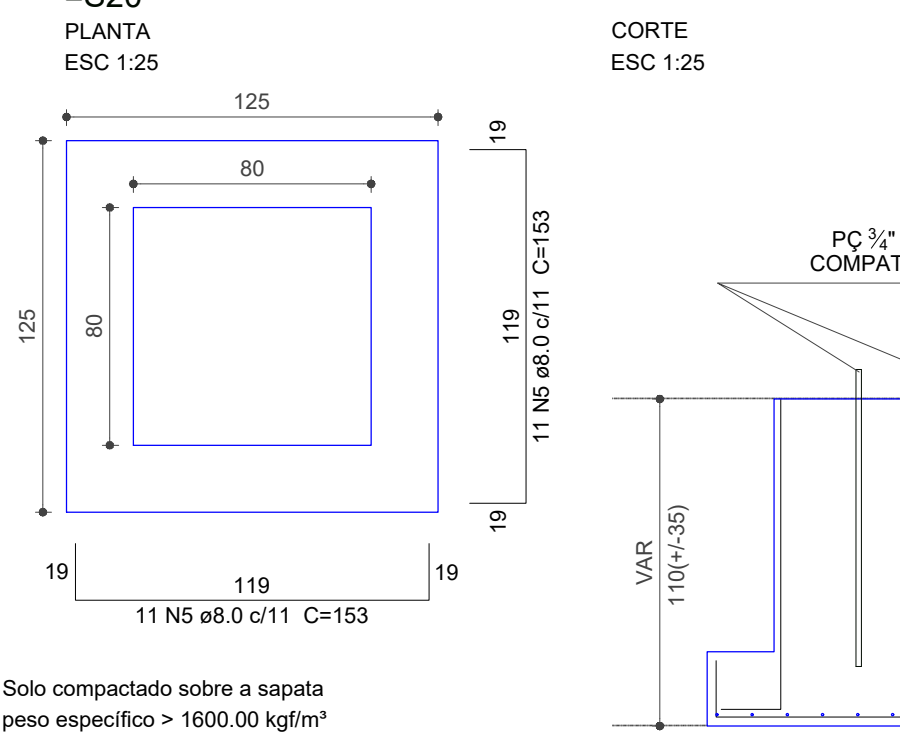 PLANTA
ESC 1:25
125
80
125
80
19
119
11 N5 ø8.0 c/11 C=153
19
19
119
19
11 N5 ø8.0 c/11 C=153
Solo compactado sobre a sapata
peso específico > 1600.00 kgf/m³
CORTE
ESC 1:25
PÇ ¾"
COMPAT
VAR
110(+/-35)